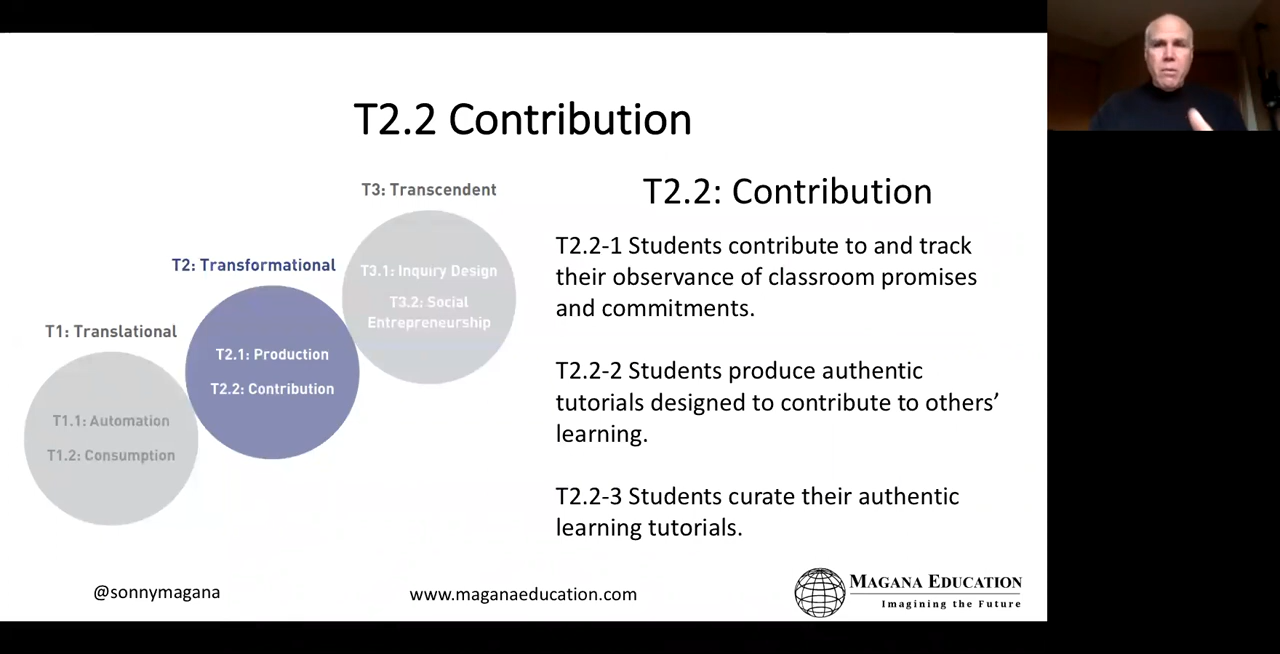 T2.2 Contribution
T3: Transcendent
T3.1: Inquiry Design
T3.2: Social
Entrepreneurship
T2: Transformational
T2.1: Production
T2.2: Contribution
T1: Translational
T1.1: Automation
T1.2: Consumption
T2.2: Contribution
T2.2-1 Students contribute to and track
their observance of classroom promises
and commitments.
T2.2-2 Students produce authentic
tutorials designed to contribute to others’
learning.
T2.2-3 Students curate their authentic
learning tutorials.
@sonnymagana
www.maganaeducation.com
MAGANA EDUCATION
Imagining the Future